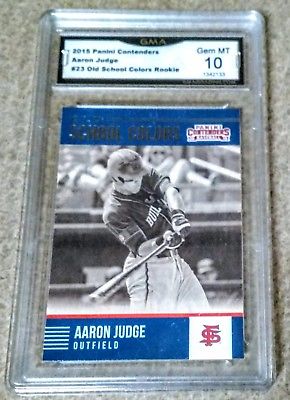 GMA
2015 Panini Contenders
Aaron Judge
#23 Old School Colors Rookie
Gem MT
10
1342133
SCHOOL COLORS
PANINI
CONTENDERS
BASEBALL
AARON JUDGE
OUTFIELD